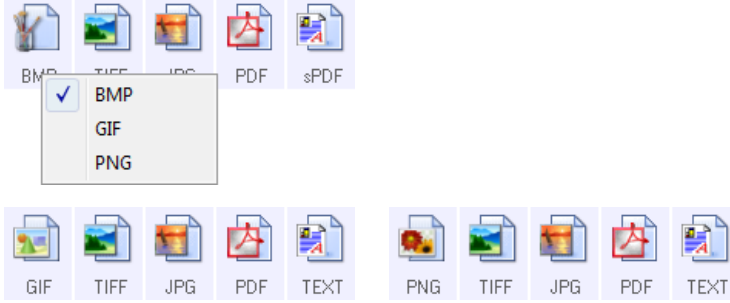 BMP TIFF JPG PDF sPDF
BMP
GIF
PNG
GIF TIFF JPG PDF TEXT PNG TIFF JPG PDF TEXT